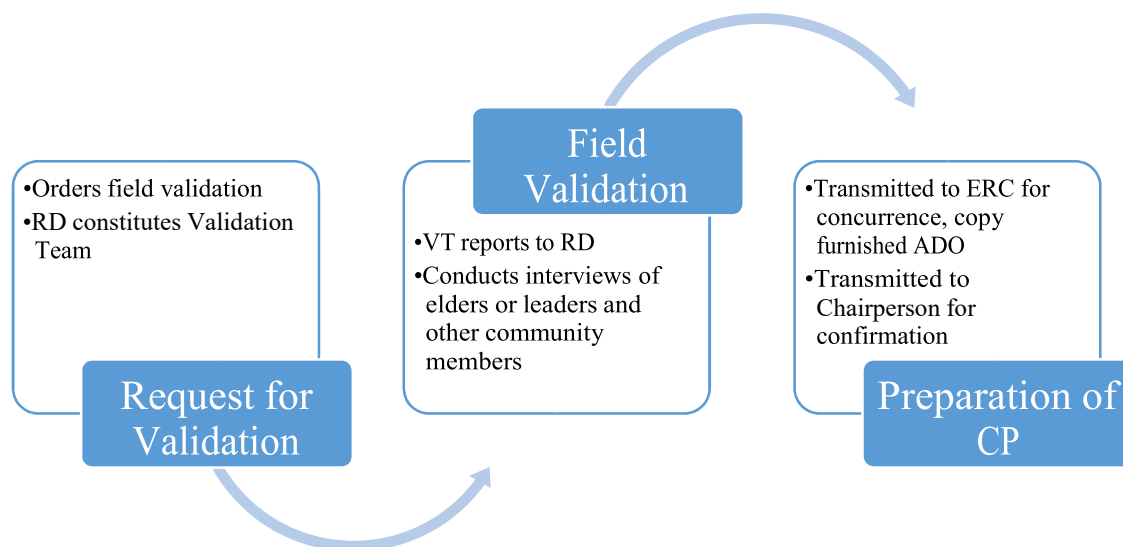 •Orders field validation
•RD constitutes Validation
Team
Request for
Validation
Field
Validation
•VT reports to RD
•Conducts interviews of
elders or leaders and
other community
members
•Transmitted to ERC for
concurrence, copy
furnished ADO
•Transmitted to
Chairperson for
confirmation
Preparation of
CP